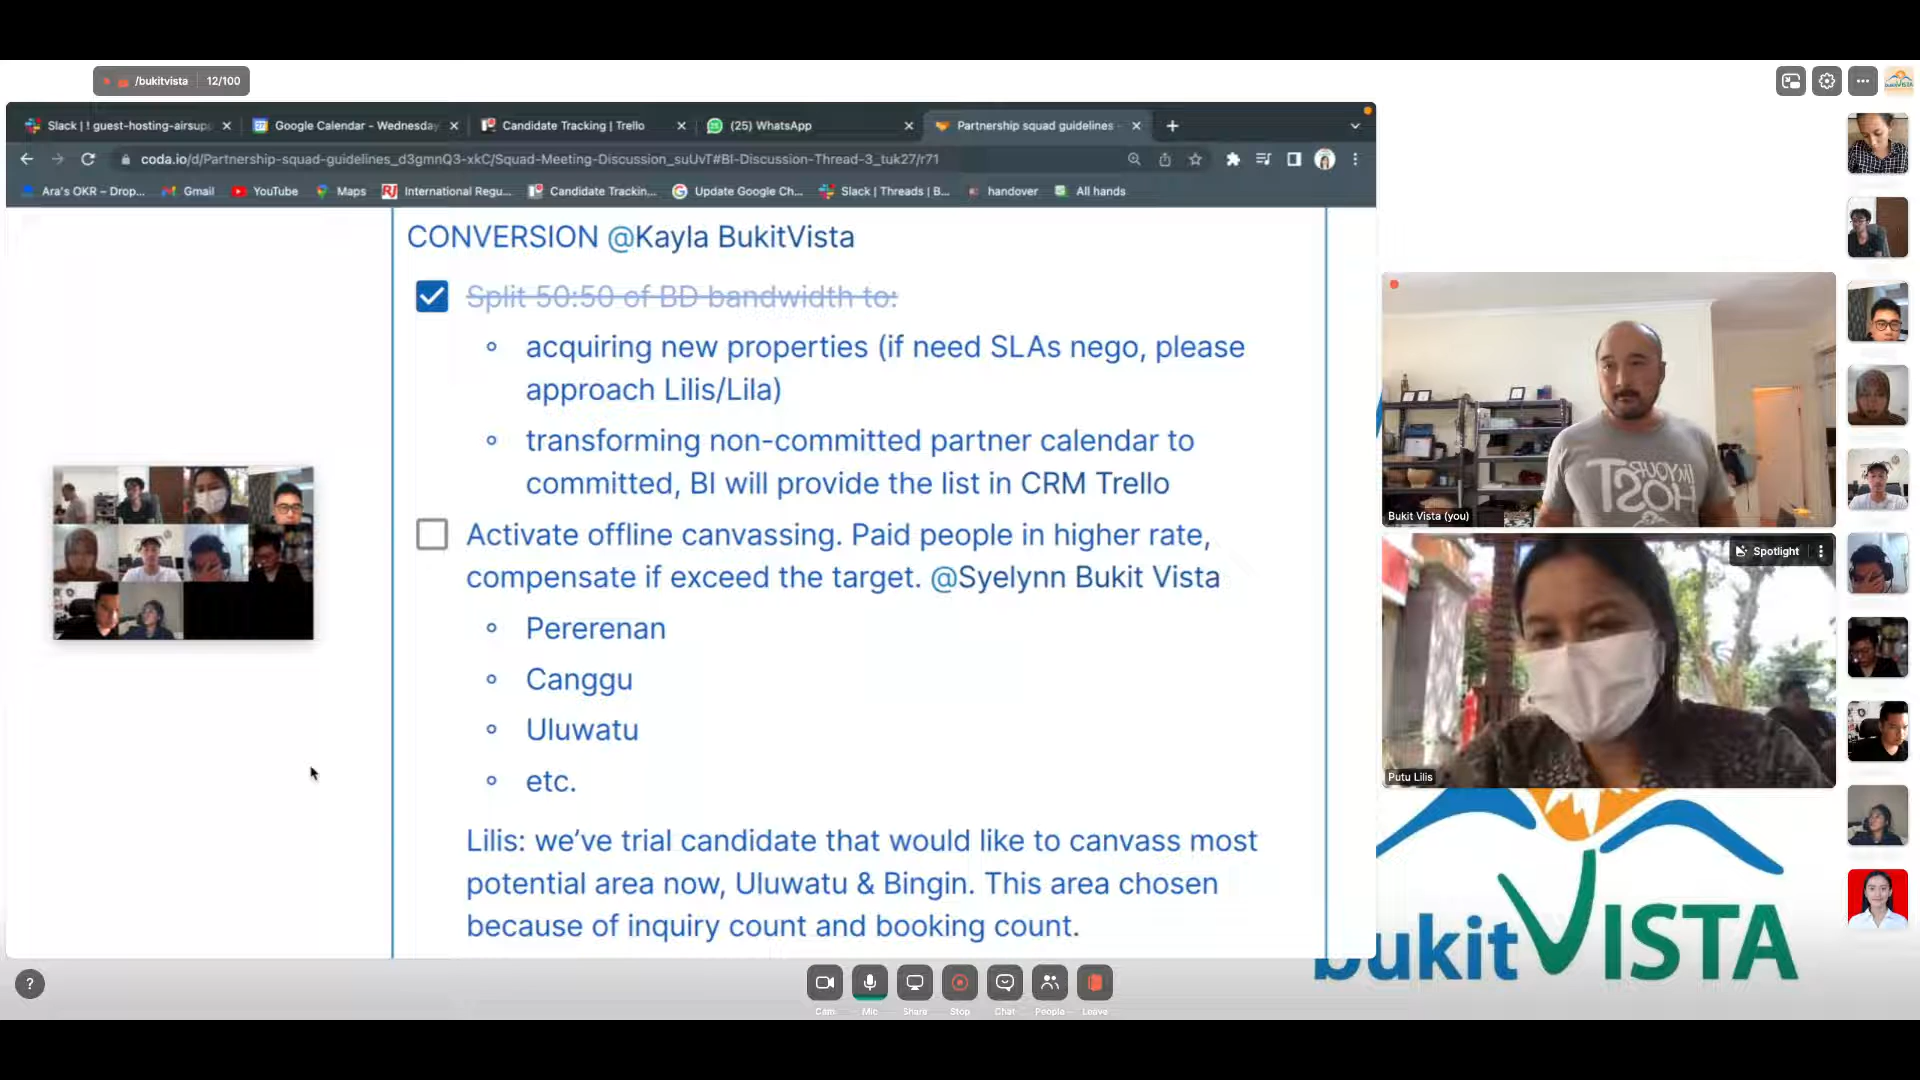 /bukitvista 12/100
Slack | ! guest-hosting-airsup
Google Calendar - Wednesday
Candidate Tracking | Trello
(25) WhatsApp
Partnership squad guidelines
coda.io/d/Partnership-squad-guidelines_d3gmnQ3-xkC/Squad-Meeting-Discussion_suUvT#BI-Discussion-Thread-3_tuk27/r71
Ara's OKR – Drop...
Gmail
YouTube
Maps
International Regu...
Candidate Trackin...
Update Google Ch...
Slack | Threads | B...
handover
All hands
CONVERSION @Kayla BukitVista
Split 50:50 of BD bandwidth to:
acquiring new properties (if need SLAs nego, please
approach Lilis/Lila)
transforming non-committed partner calendar to
committed, BI will provide the list in CRM Trello
Activate offline canvassing. Paid people in higher rate,
compensate if exceed the target. @Syelynn Bukit Vista
Pererenan
Canggu
Uluwatu
etc.
Lilis: we’ve trial candidate that would like to canvass most
potential area now, Uluwatu & Bingin. This area chosen
because of inquiry count and booking count.
IN YOUR
HOST
Bukit Vista (you)
Spotlight
Putu Lilis
bukit VISTA
?
Cam
Mic
Share
Stop
Chat
People
Leave